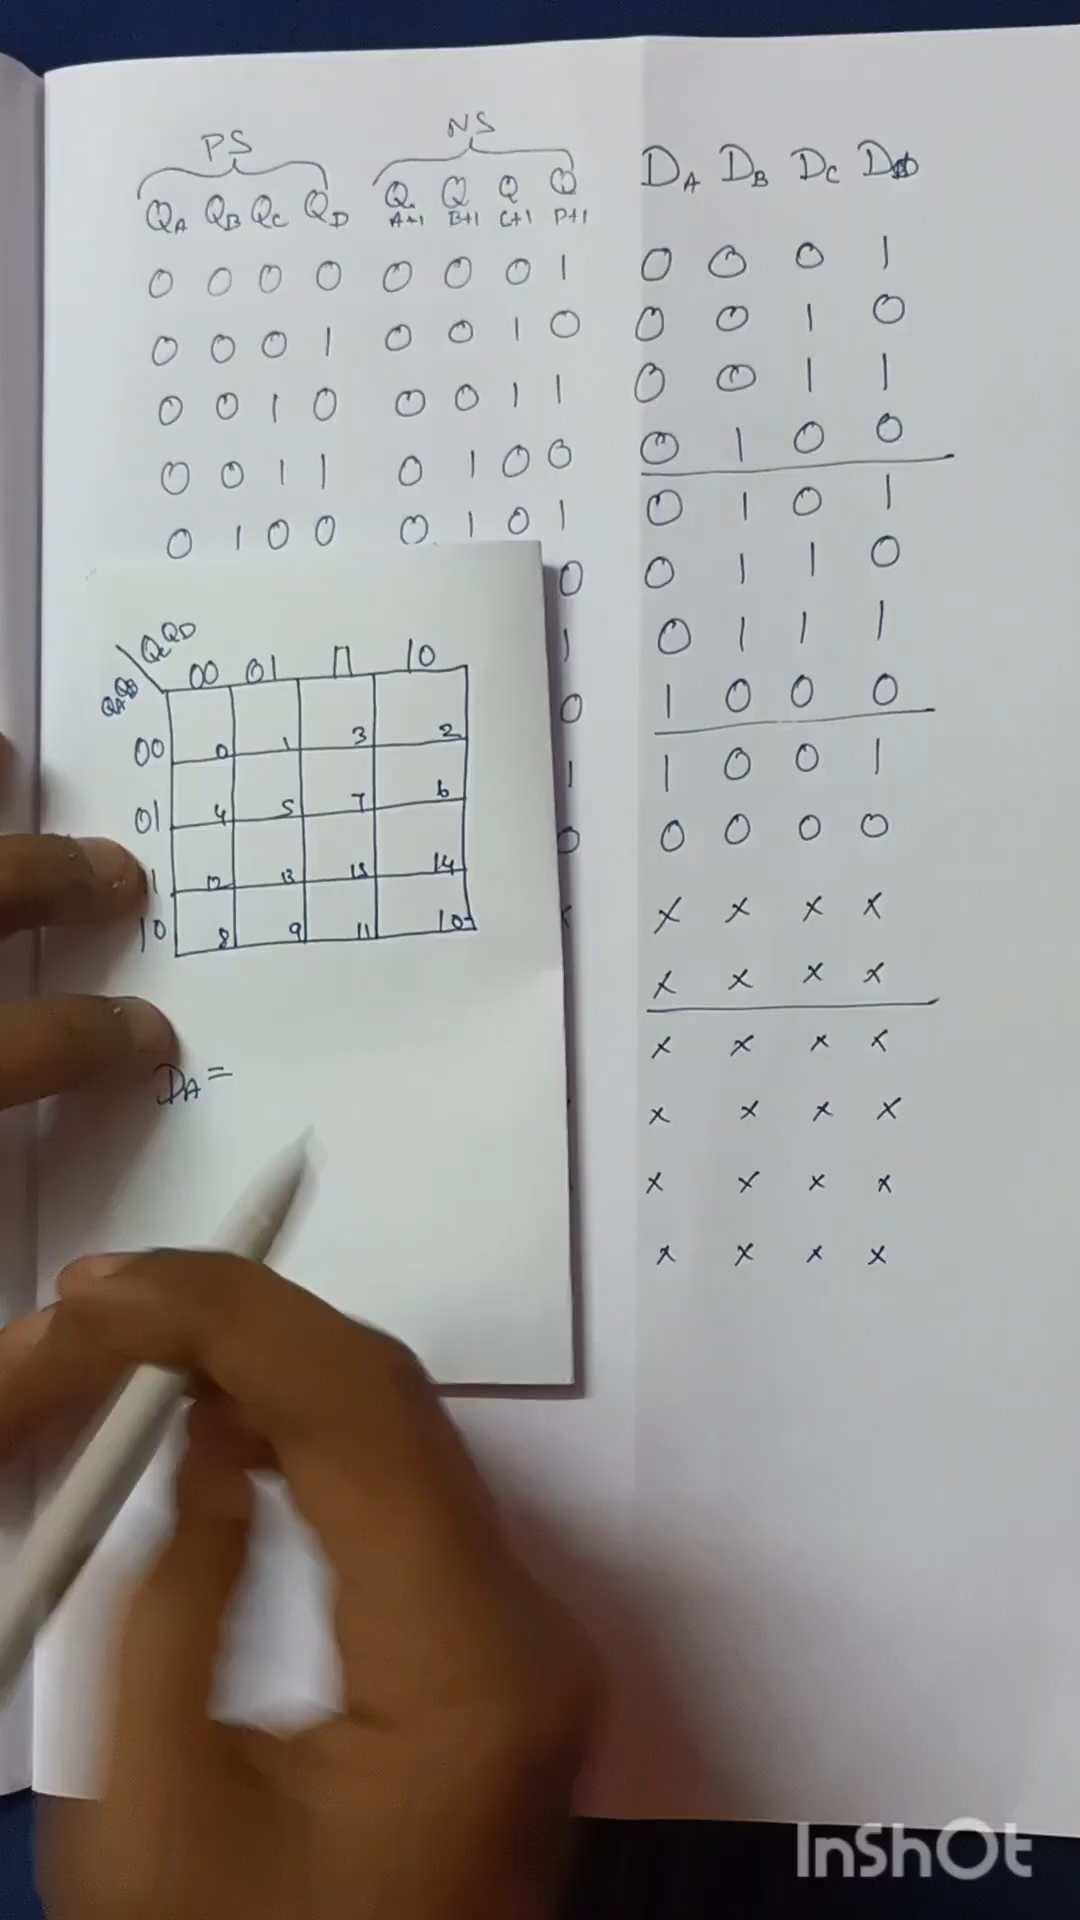 PS NS
QA QB QC QD Q A+1 Q B+1 Q C+1 Q D+1 DA DB DC DD
0 0 0 0 0 0 0 1 0 0 0 1
0 0 0 1 0 0 1 0 0 0 1 0
0 0 1 0 0 0 1 1 0 0 1 1
0 0 1 1 0 1 0 0 0 1 0 0
0 1 0 0 0 1 0 1 0 1 0 1
0 0 1 1 0
1 0 1 1 1
0 1 0 0 0
1 1 0 0 1
0 0 0 0 0
x x x x x
x x x x
x x x x
x x x x
x x x x
x x x x
QCQD
QAQB
00 01 11 10
00 0 1 3 2
01 4 5 7 6
11 12 13 15 14
10 8 9 11 10
DA =
InShOt